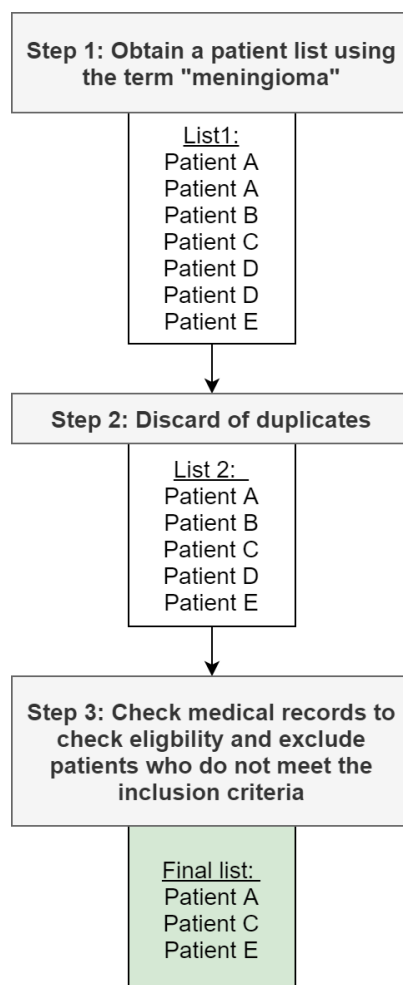 Step 1: Obtain a patient list using
the term "meningioma"
List1:
Patient A
Patient A
Patient B
Patient C
Patient D
Patient D
Patient E
Step 2: Discard of duplicates
List 2:
Patient A
Patient B
Patient C
Patient D
Patient E
Step 3: Check medical records to
check eligbility and exclude
patients who do not meet the
inclusion criteria
Final list:
Patient A
Patient C
Patient E